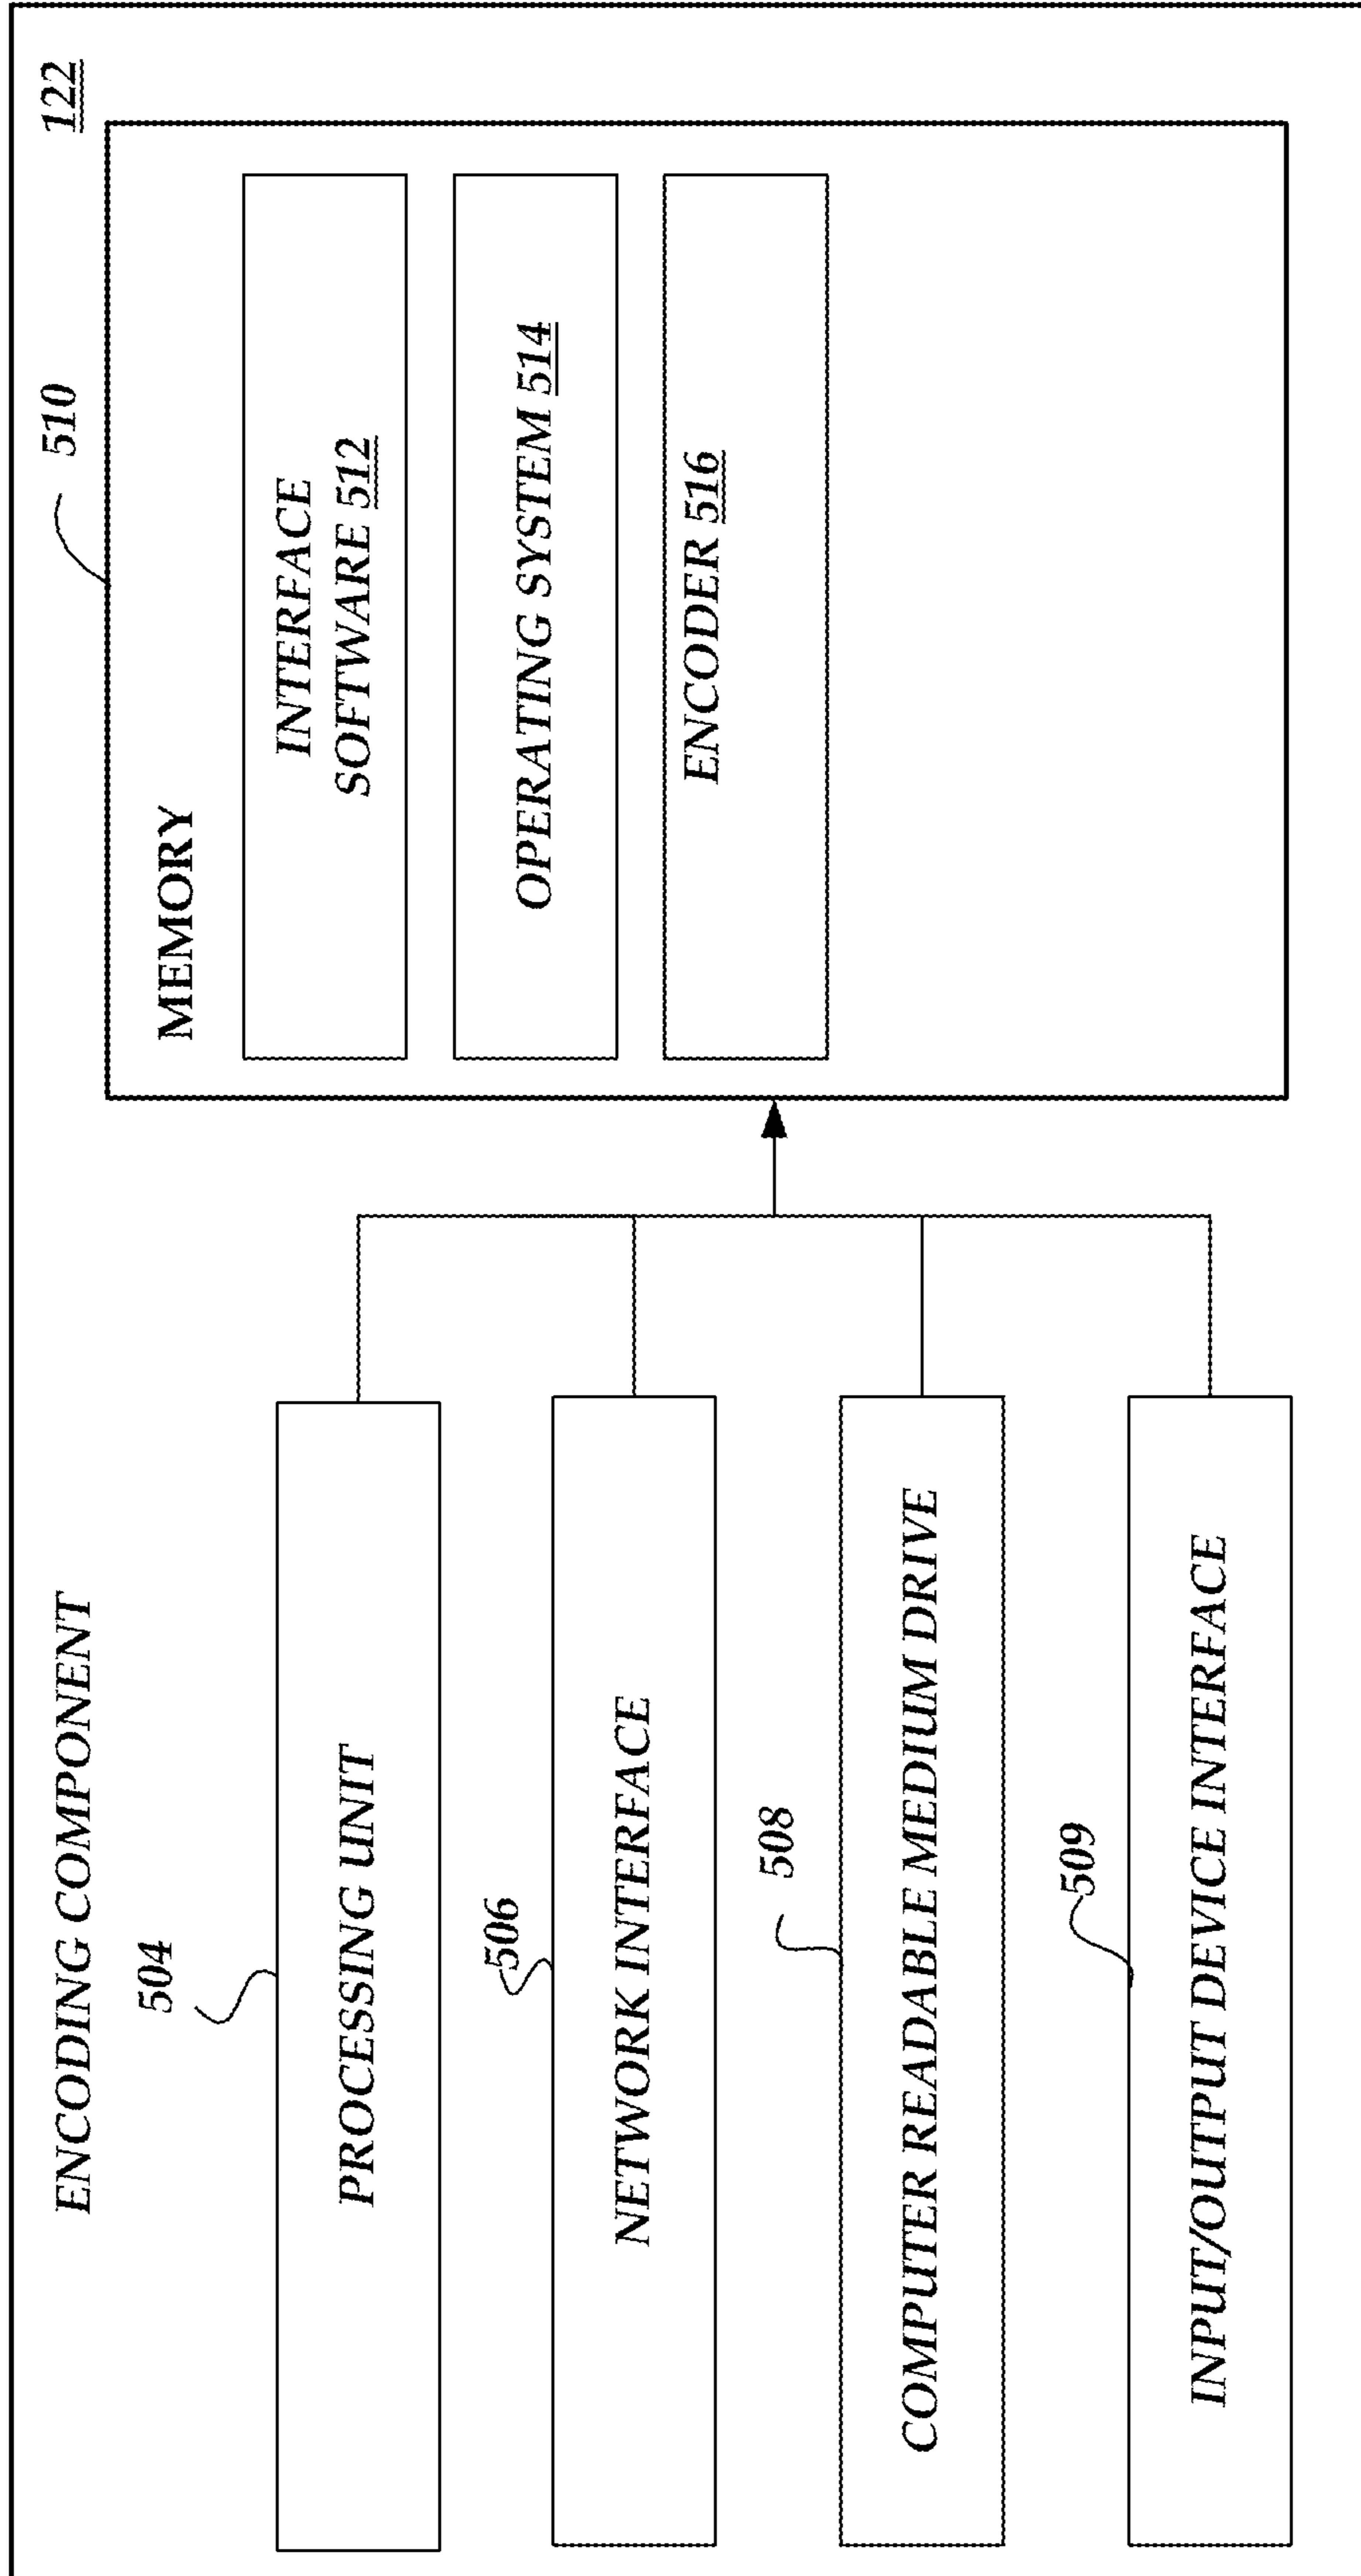 ENCODING COMPONENT
122
504
PROCESSING UNIT
506
NETWORK INTERFACE
508
COMPUTER READABLE MEDIUM DRIVE
509
INPUT/OUTPUT DEVICE INTERFACE
510
MEMORY
INTERFACE
SOFTWARE 512
OPERATING SYSTEM 514
ENCODER 516